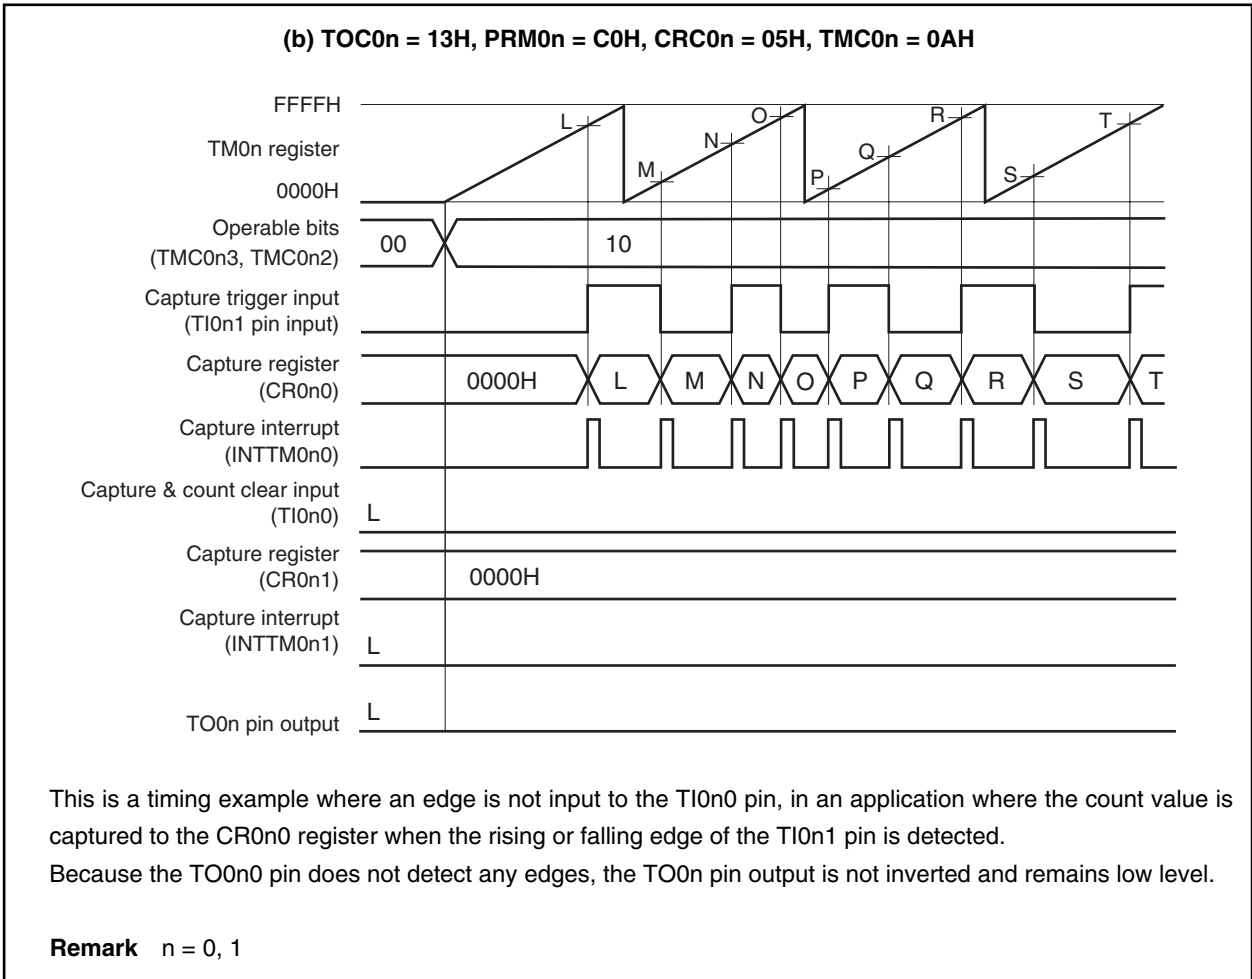 (b) TOC0n = 13H, PRM0n = C0H, CRC0n = 05H, TMC0n = 0AH
FFFFH
TM0n register
0000H
L
M
N
O
P
Q
R
S
T
Operable bits
(TMC0n3, TMC0n2)
00
10
Capture trigger input
(TI0n1 pin input)
Capture register
(CR0n0)
0000H
L
M
N
O
P
Q
R
S
T
Capture interrupt
(INTTM0n0)
Capture & count clear input
(TI0n0)
L
Capture register
(CR0n1)
0000H
Capture interrupt
(INTTM0n1)
L
TO0n pin output
L
This is a timing example where an edge is not input to the TI0n0 pin, in an application where the count value is
captured to the CR0n0 register when the rising or falling edge of the TI0n1 pin is detected.
Because the TO0n0 pin does not detect any edges, the TO0n pin output is not inverted and remains low level.
Remark n = 0, 1